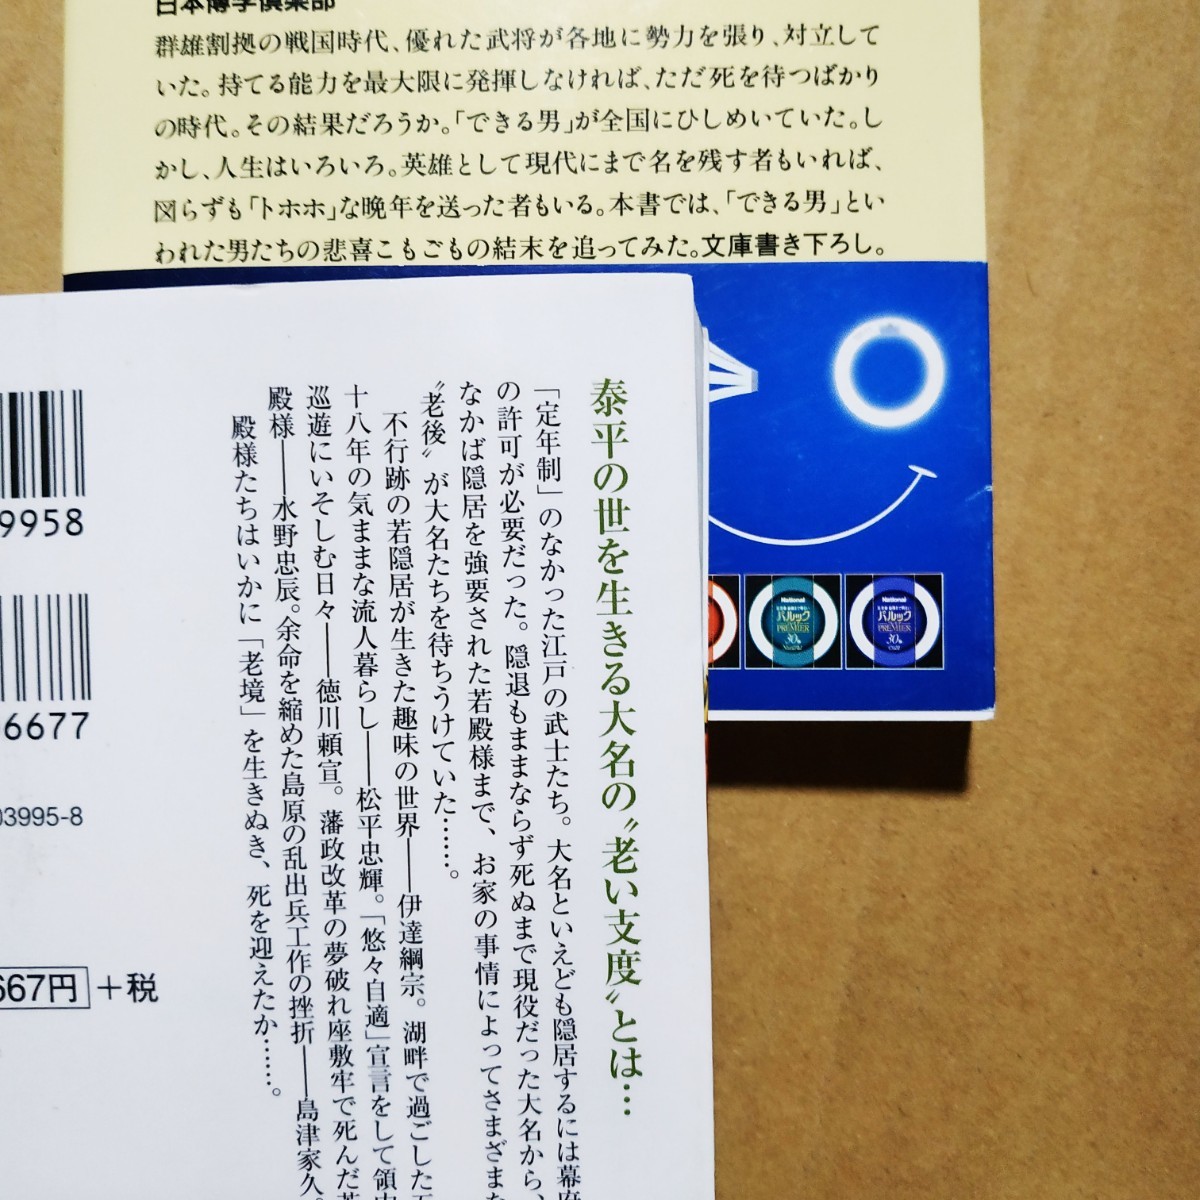 日本博学倶楽部
群雄割拠の戦国時代、優れた武将が各地に勢力を張り、対立して
いた。持てる能力を最大限に発揮しなければ、ただ死を待つばかり
の時代。その結果だろうか。「できる男」が全国にひしめいていた。し
かし、人生はいろいろ。英雄として現代にまで名を残す者もいれば、
図らずも「トホホ」な晩年を送った者もいる。本書では、「できる男」とい
われた男たちの悲喜こもごもの結末を追ってみた。文庫書き下ろし。
泰平の世を生きる大名の〝老い支度〟とは…
「定年制」のなかった江戸の武士たち。大名といえども隠居するには幕府
の許可が必要だった。隠退もままならず死ぬまで現役だった大名から、
なかば隠居を強要された若殿様まで、お家の事情によってさまざまな
〝老後〟が大名たちを待ちうけていた……。
不行跡の若隠居が生きた趣味の世界――伊達綱宗。湖畔で過ごした五
十八年の気ままな流人暮らし――松平忠輝。「悠々自適」宣言をして領内
巡遊にいそしむ日々――徳川頼宣。藩政改革の夢破れ座敷牢で死んだ若
殿様――水野忠辰。余命を縮めた島原の乱出兵工作の挫折――島津家久。
殿様たちはいかに「老境」を生きぬき、死を迎えたか……。
9958
6677
03995-8
667円+税
National
パルック
PREMIER
30
National
パルック
PREMIER
30